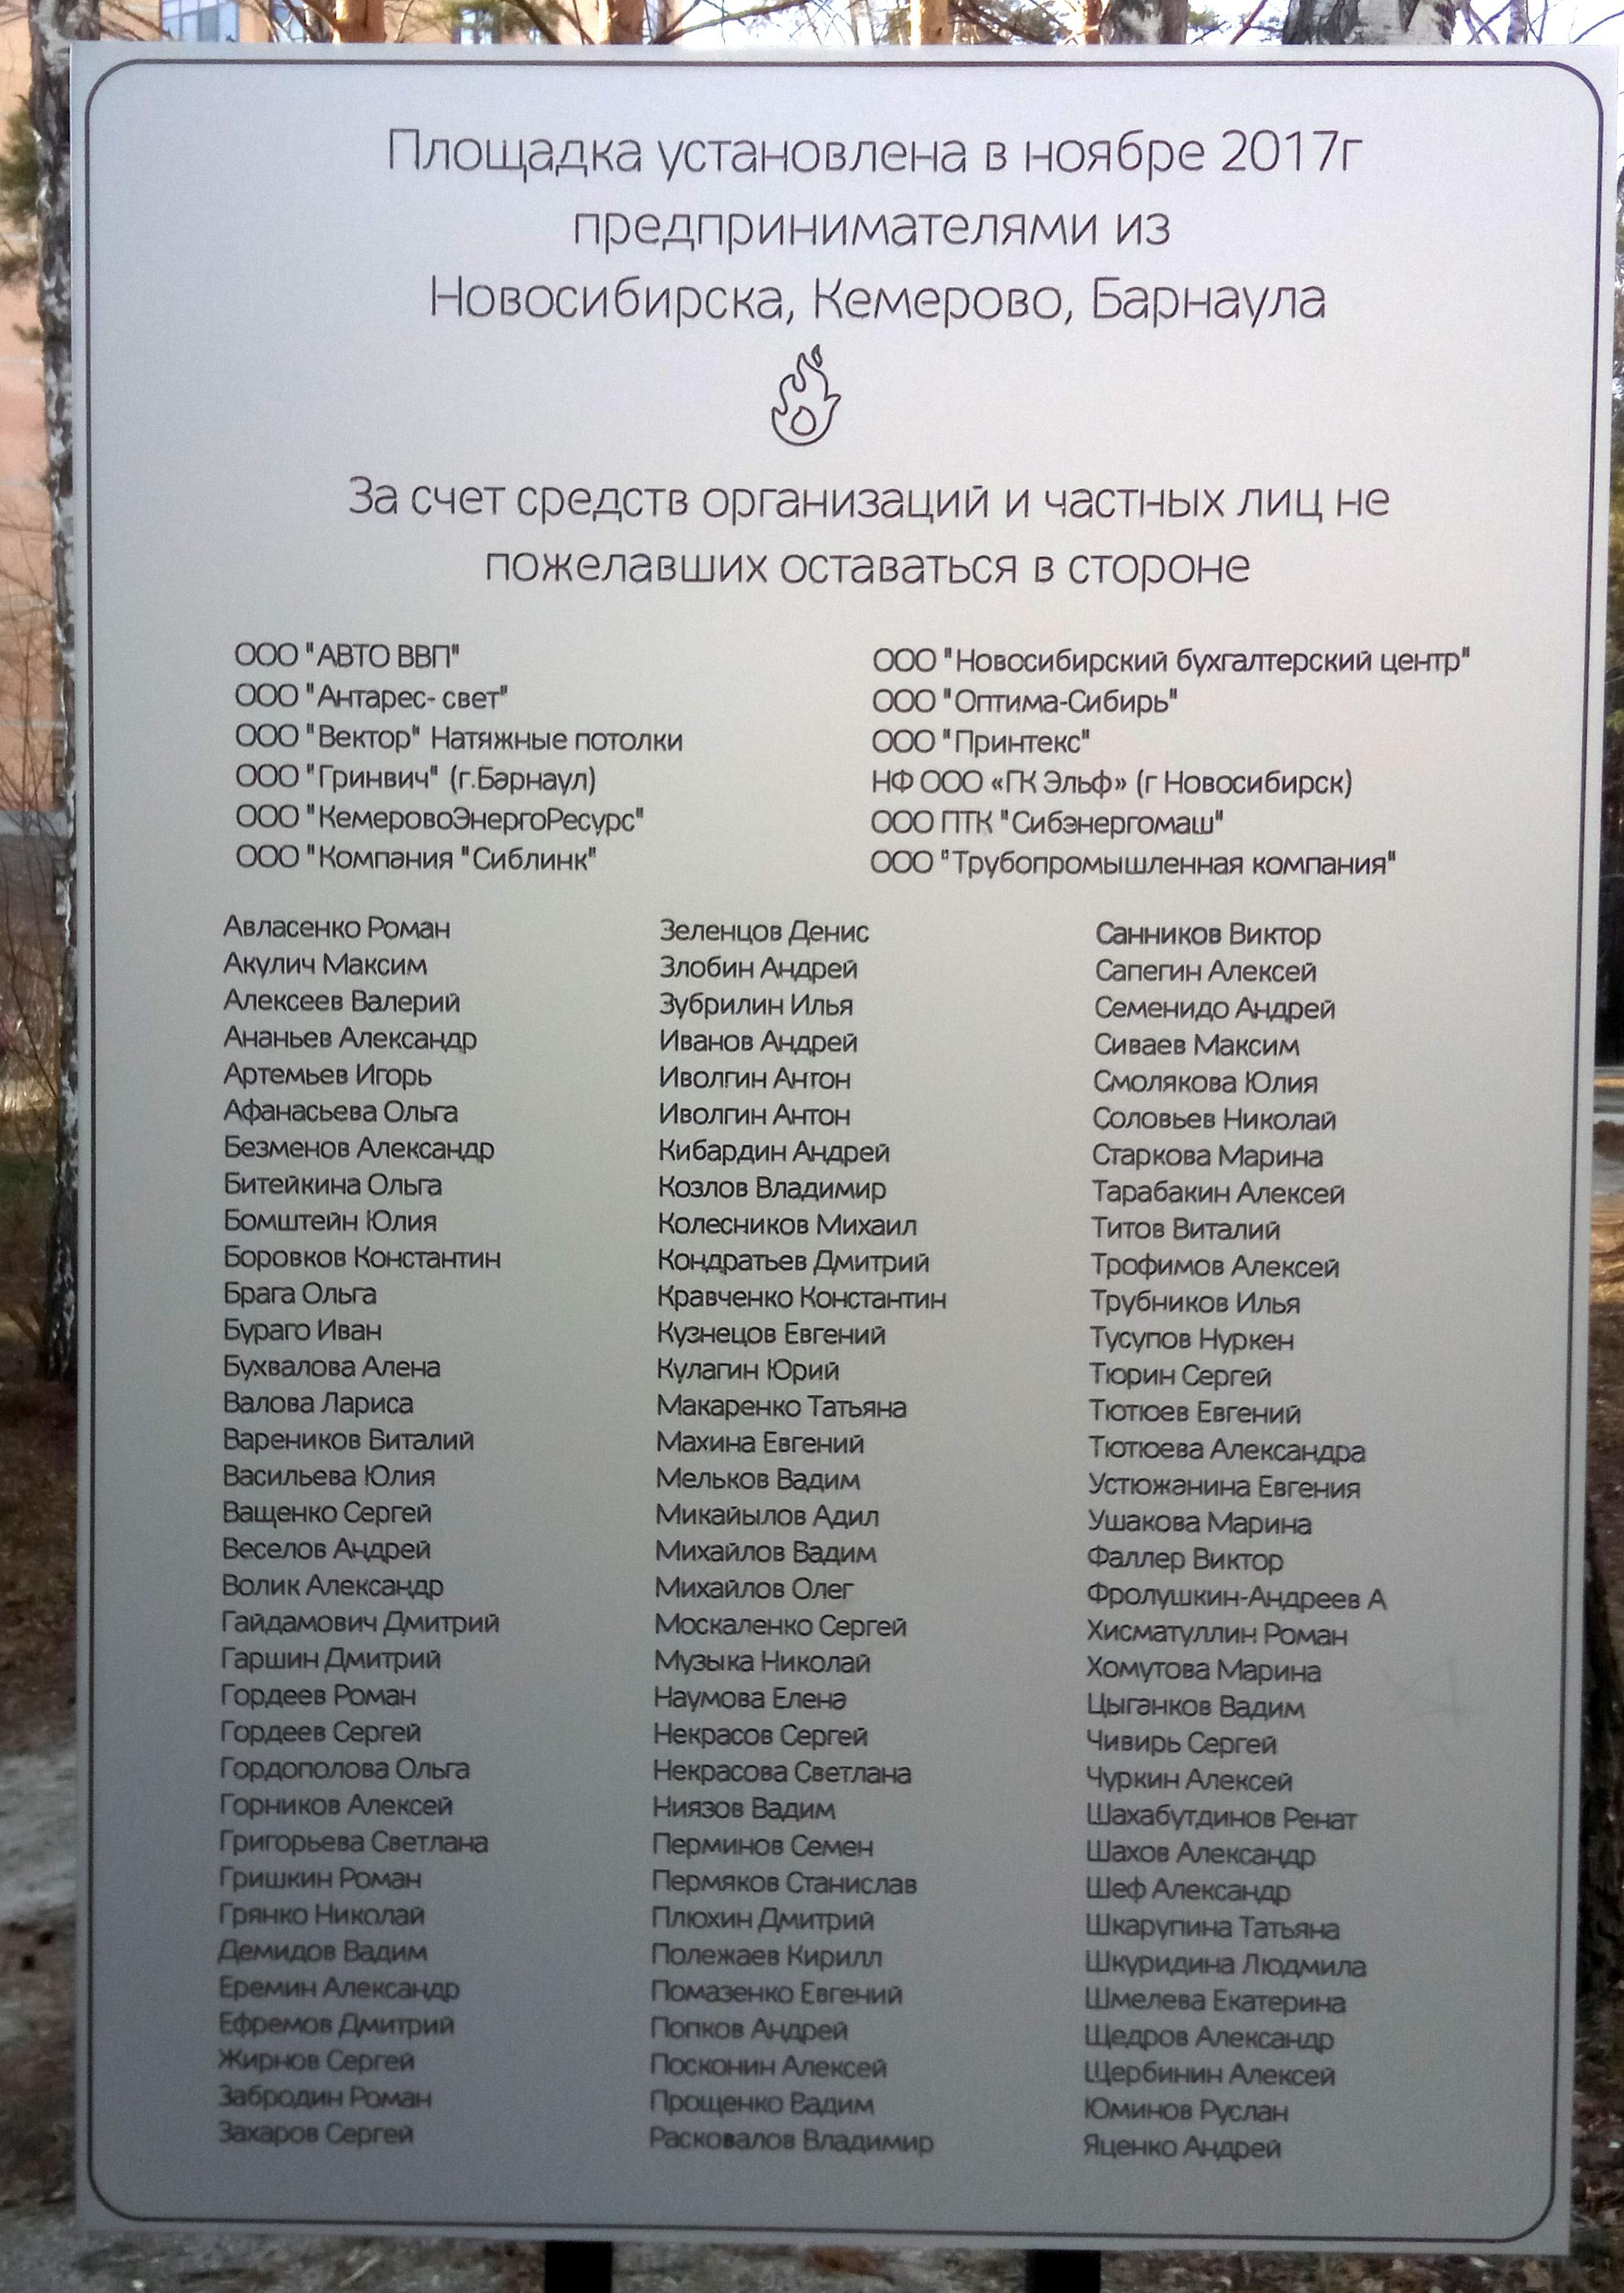 Площадка установлена в ноябре 2017г
предпринимателями из
Новосибирска, Кемерово, Барнаула
За счет средств организаций и частных лиц не
пожелавших оставаться в стороне
ООО "АВТО ВВП"
ООО "Антарес- свет"
ООО "Вектор" Натяжные потолки
ООО "Гринвич" (г.Барнаул)
ООО "КемеровоЭнергоРесурс"
ООО "Компания "Сиблинк"
ООО "Новосибирский бухгалтерский центр"
ООО "Оптима-Сибирь"
ООО "Принтекс"
НФ ООО «ГК Эльф» (г Новосибирск)
ООО ПТК "Сибэнергомаш"
ООО "Трубопромышленная компания"
Авласенко Роман
Акулич Максим
Алексеев Валерий
Ананьев Александр
Артемьев Игорь
Афанасьева Ольга
Безменов Александр
Битейкина Ольга
Бомштейн Юлия
Боровков Константин
Брага Ольга
Бураго Иван
Бухвалова Алена
Валова Лариса
Вареников Виталий
Васильева Юлия
Ващенко Сергей
Веселов Андрей
Волик Александр
Гайдамович Дмитрий
Гаршин Дмитрий
Гордеев Роман
Гордеев Сергей
Гордополова Ольга
Горников Алексей
Григорьева Светлана
Гришкин Роман
Грянко Николай
Демидов Вадим
Еремин Александр
Ефремов Дмитрий
Жирнов Сергей
Забродин Роман
Захаров Сергей
Зеленцов Денис
Злобин Андрей
Зубрилин Илья
Иванов Андрей
Иволгин Антон
Иволгин Антон
Кибардин Андрей
Козлов Владимир
Колесников Михаил
Кондратьев Дмитрий
Кравченко Константин
Кузнецов Евгений
Кулагин Юрий
Макаренко Татьяна
Махина Евгений
Мельков Вадим
Микайылов Адил
Михайлов Вадим
Михайлов Олег
Москаленко Сергей
Музыка Николай
Наумова Елена
Некрасов Сергей
Некрасова Светлана
Ниязов Вадим
Перминов Семен
Пермяков Станислав
Плюхин Дмитрий
Полежаев Кирилл
Помазенко Евгений
Попков Андрей
Посконин Алексей
Прощенко Вадим
Расковалов Владимир
Санников Виктор
Сапегин Алексей
Семенидо Андрей
Сиваев Максим
Смолякова Юлия
Соловьев Николай
Старкова Марина
Тарабакин Алексей
Титов Виталий
Трофимов Алексей
Трубников Илья
Тусупов Нуркен
Тюрин Сергей
Тютюев Евгений
Тютюева Александра
Устюжанина Евгения
Ушакова Марина
Фаллер Виктор
Фролушкин-Андреев А
Хисматуллин Роман
Хомутова Марина
Цыганков Вадим
Чивирь Сергей
Чуркин Алексей
Шахабутдинов Ренат
Шахов Александр
Шеф Александр
Шкарупина Татьяна
Шкуридина Людмила
Шмелева Екатерина
Щедров Александр
Щербинин Алексей
Юминов Руслан
Яценко Андрей